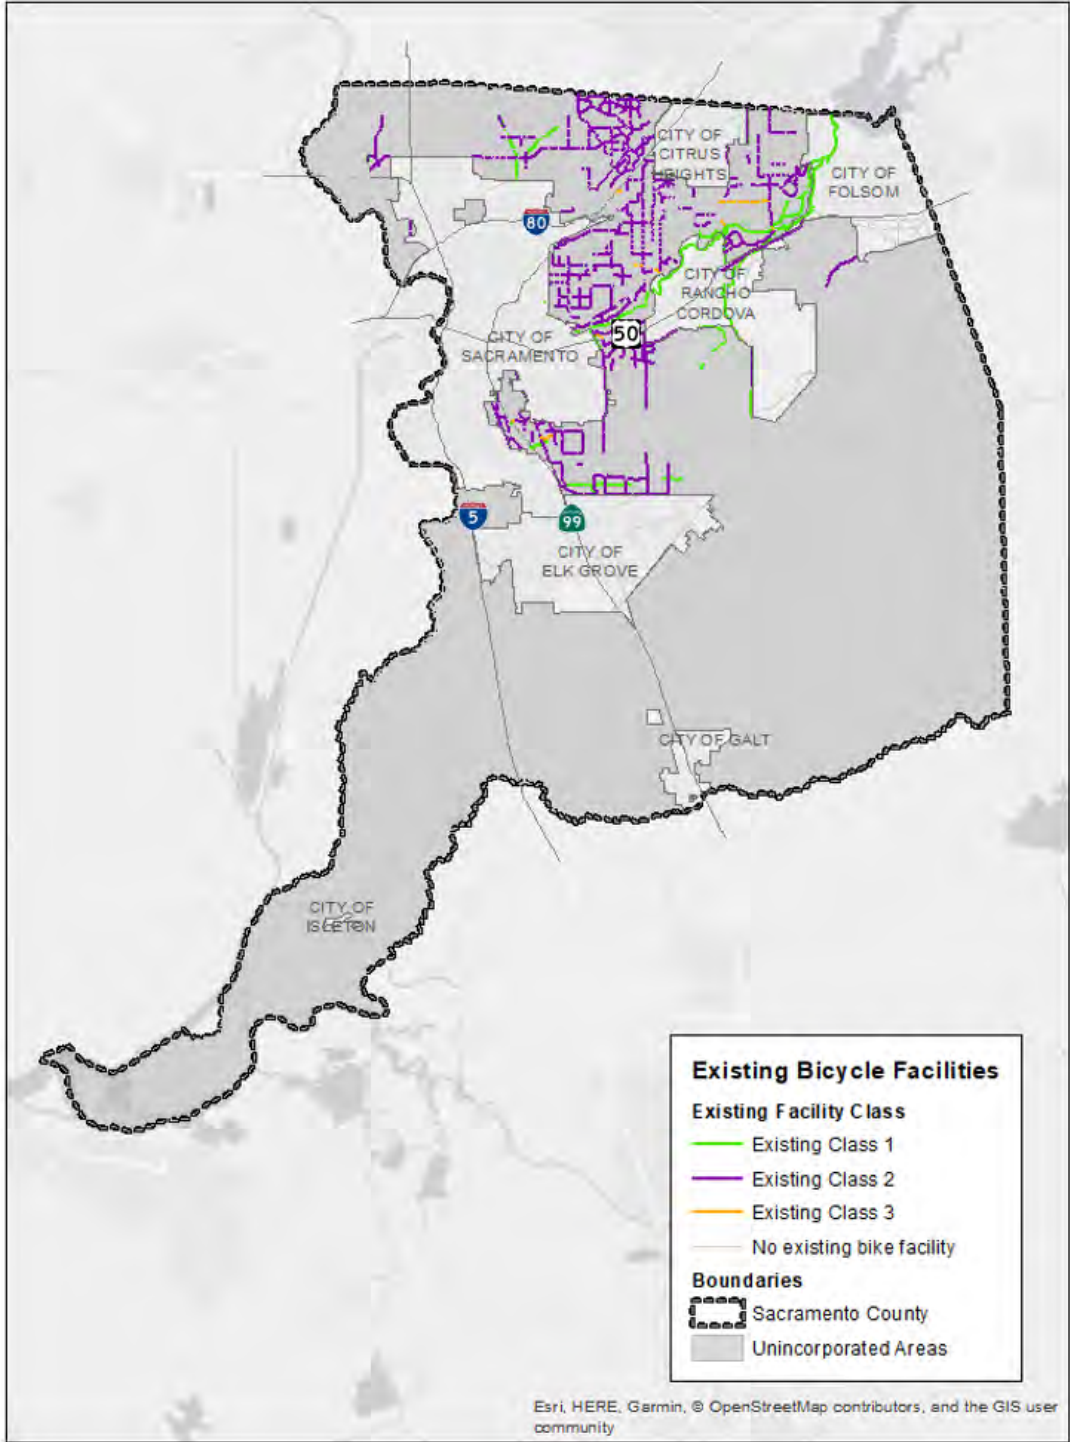 CITY OF
CITRUS
HEIGHTS
CITY OF
FOLSOM
80
CITY OF
RANCHO
CORDOVA
50
CITY OF
SACRAMENTO
5
99
CITY OF
ELK GROVE
CITY OF GALT
CITY OF
ISLETON
Existing Bicycle Facilities
Existing Facility Class
Existing Class 1
Existing Class 2
Existing Class 3
No existing bike facility
Boundaries
Sacramento County
Unincorporated Areas
Esri, HERE, Garmin, © OpenStreetMap contributors, and the GIS user
community